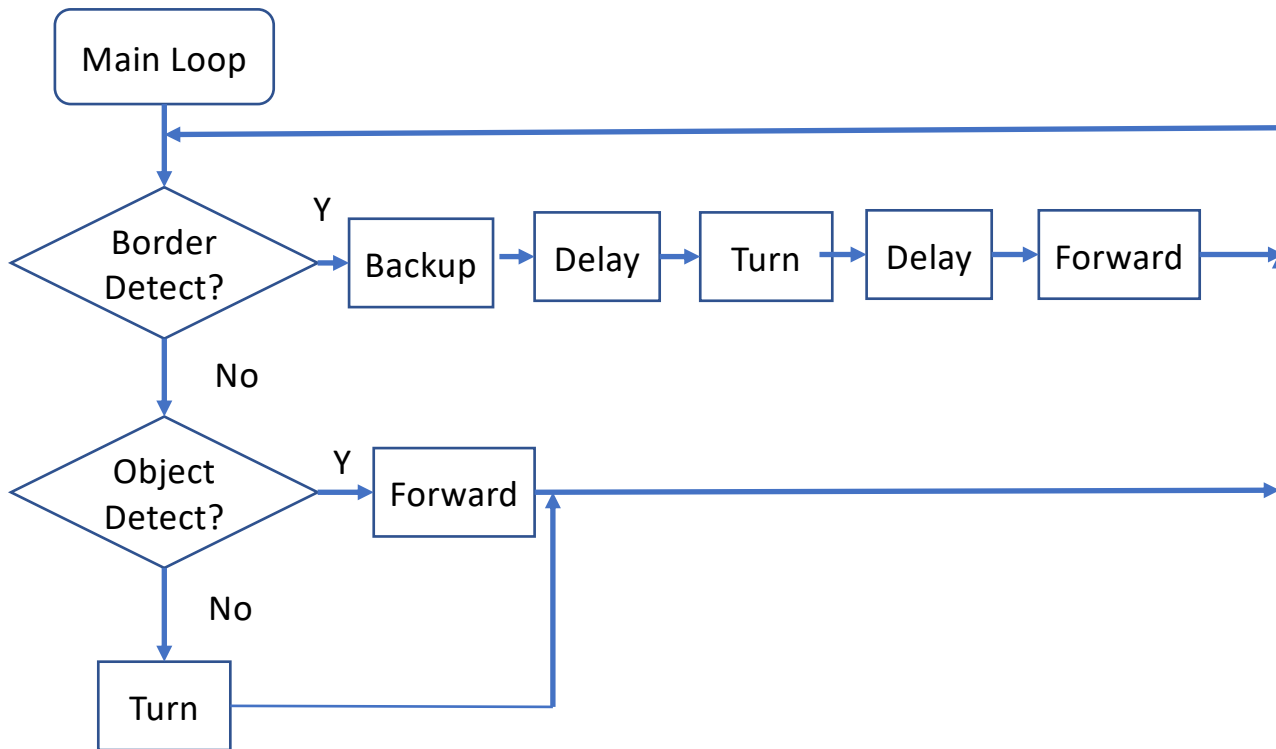 Main Loop
Y
Border
Detect?
Backup
Delay
Turn
Delay
Forward
No
Object
Detect?
Y
Forward
No
Turn